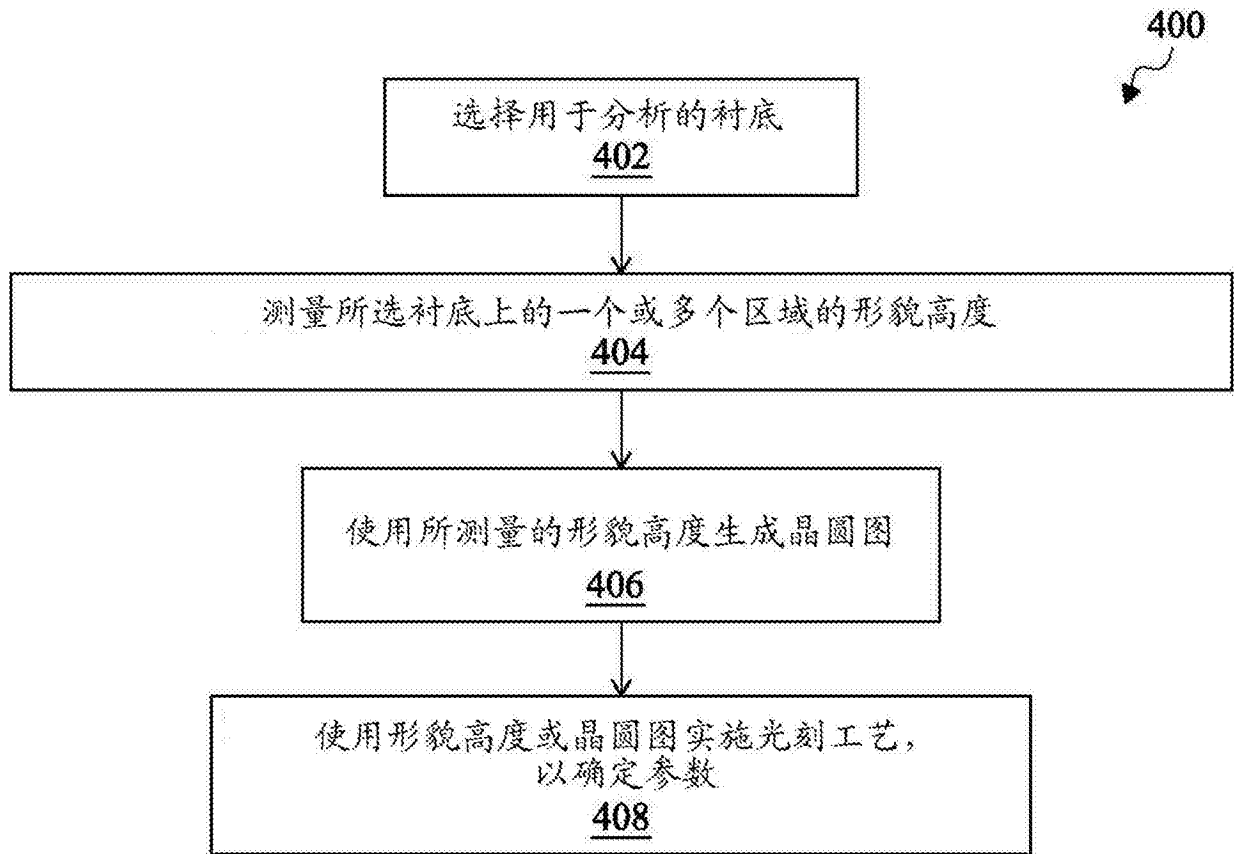 400
选择用于分析的衬底
402
测量所选衬底上的一个或多个区域的形貌高度
404
使用所测量的形貌高度生成晶圆图
406
使用形貌高度或晶圆图实施光刻工艺，
以确定参数
408